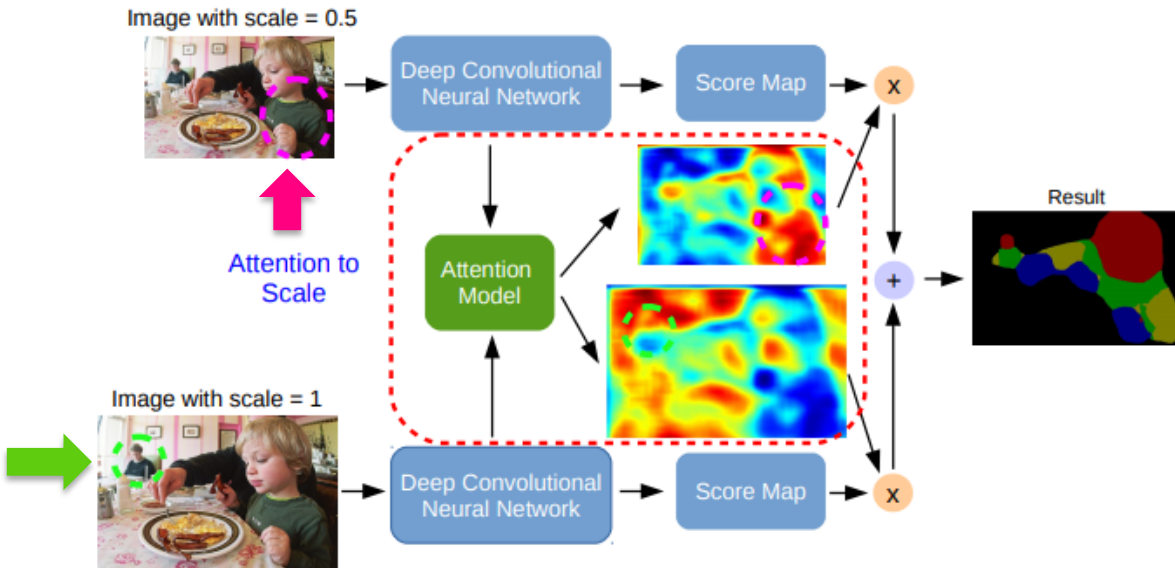 Image with scale = 0.5
Deep Convolutional
Neural Network
Score Map
x
Attention to
Scale
Attention
Model
Result
+
Image with scale = 1
Deep Convolutional
Neural Network
Score Map
x